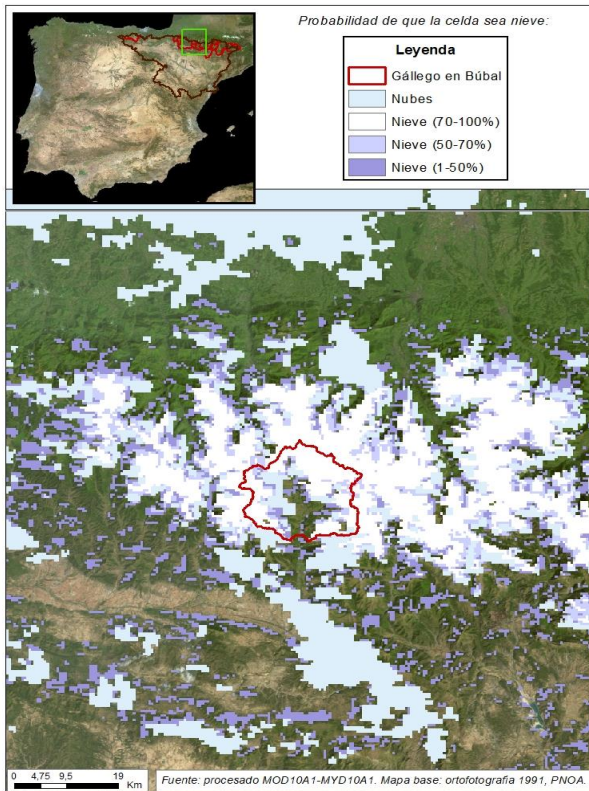 Probabilidad de que la celda sea nieve:
Leyenda
Gállego en Búbal
Nubes
Nieve (70-100%)
Nieve (50-70%)
Nieve (1-50%)
0 4,75 9,5 19
Km
Fuente: procesado MOD10A1-MYD10A1. Mapa base: ortofotografia 1991, PNOA.